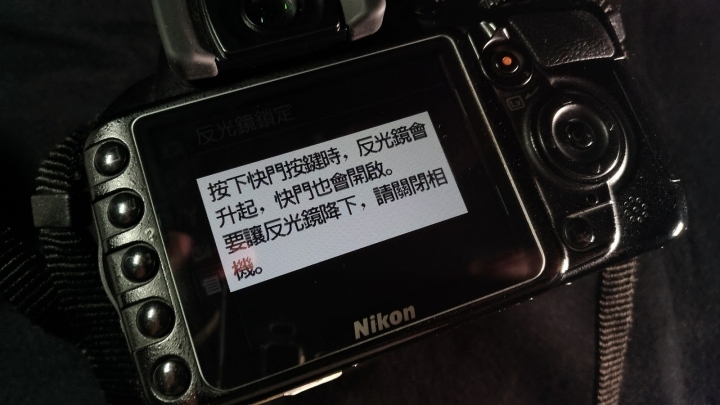 反光鏡鎖定
按下快門按鍵時，反光鏡會
升起，快門也會開啟。
要讓反光鏡降下，請關閉相
機。
Nikon